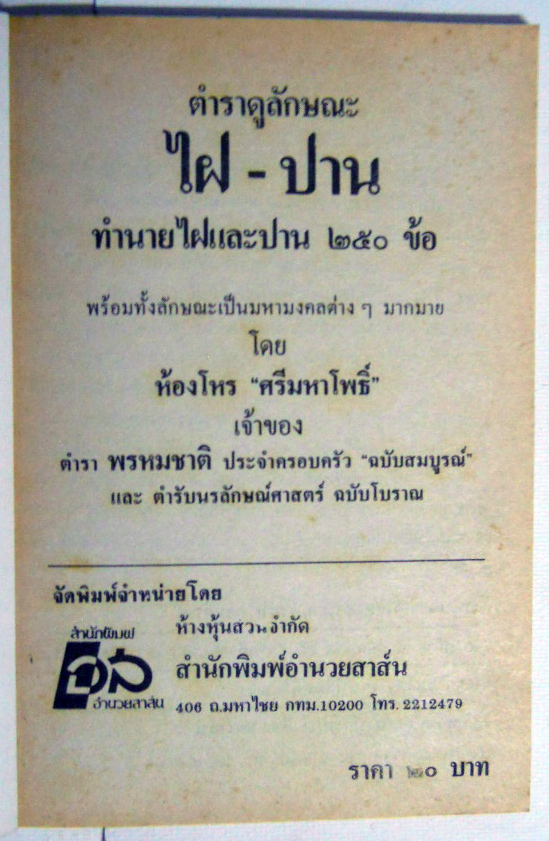 ตำราดูลักษณะ
ไฝ - ปาน
ทำนายไฝและปาน ๒๕๐ ข้อ
พร้อมทั้งลักษณะเป็นมหามงคลต่าง ๆ มากมาย
โดย
ห้องโหร “ศรีมหาโพธิ์”
เจ้าของ
ตำรา พรหมชาติ ประจำครอบครัว “ฉบับสมบูรณ์”
และ ตำรับนรลักษณ์ศาสตร์ ฉบับโบราณ
จัดพิมพ์จำหน่ายโดย
สำนักพิมพ์
อส
อำนวยสาส์น
ห้างหุ้นสวนจำกัด
สำนักพิมพ์อำนวยสาส์น
406 ถ.มหาไชย กทม.10200 โทร. 2212479
ราคา ๒๐ บาท